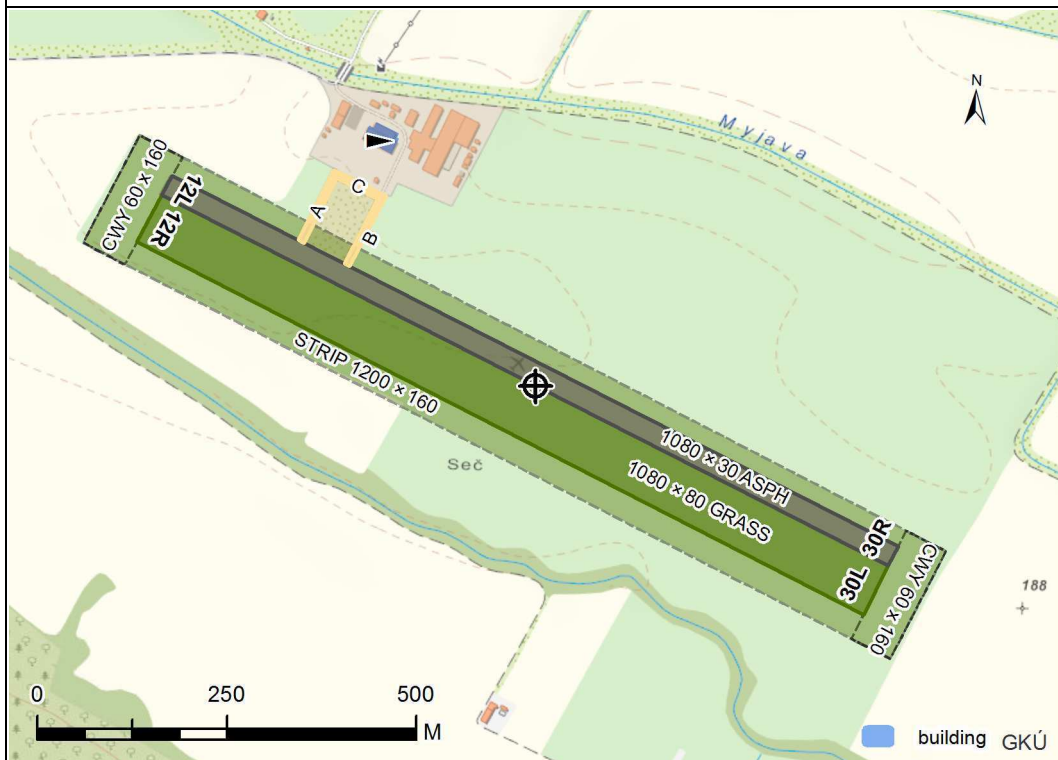 Myjava
N
CWY 60 x 160
12L
12R
A
B
C
STRIP 1200 × 160
Seč
1080 × 30 ASPH
1080 × 80 GRASS
30R
30L
CWY 60 x 160
188
0 250 500
M
building GKÚ